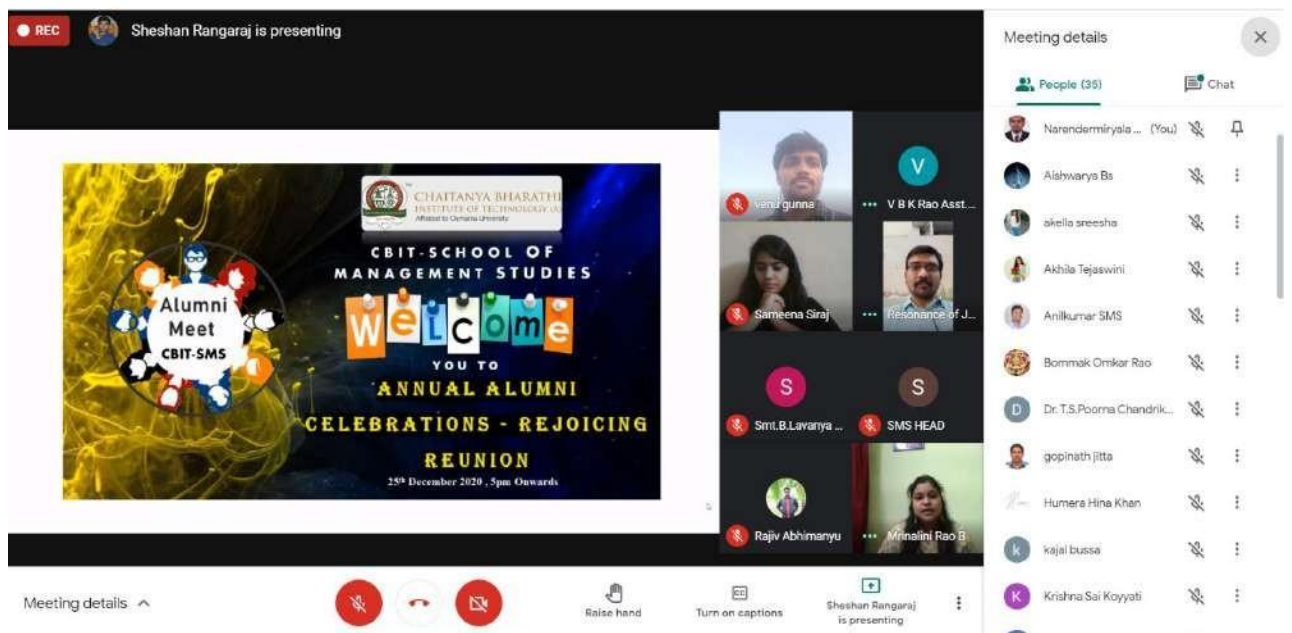 REC
Sheshan Rangaraj is presenting
CHAITANYA BHARATHI
INSTITUTE OF TECHNOLOGY (A)
Affiliated to Osmania University
CBIT-SCHOOL OF
MANAGEMENT STUDIES
Welcome
YOU TO
ANNUAL ALUMNI
CELEBRATIONS - REJOICING
REUNION
25th December 2020 , 5pm Onwards
Alumni
Meet
CBIT-SMS
venu gunna
V
V B K Rao Asst....
Sameena Siraj
Resonance of J...
S
Smt.B.Lavanya ...
S
SMS HEAD
Rajiv Abhimanyu
Mrinalini Rao B
Meeting details
People (35)
Chat
Narendermiryala ... (You)
Aishwarya Bs
akella sreesha
Akhila Tejaswini
Anilkumar SMS
Bommak Omkar Rao
D
Dr. T.S.Poorna Chandrik...
gopinath jitta
Humera Hina Khan
k
kajal bussa
K
Krishna Sai Koyyati
Meeting details
Raise hand
CC
Turn on captions
Sheshan Rangaraj
is presenting